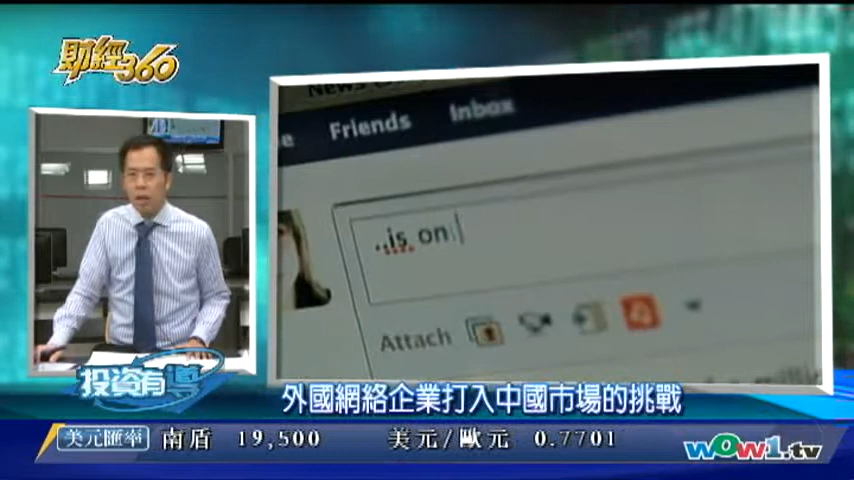 財經360
Friends Inbox
..is on
Attach
投資有導
外國網絡企業打入中國市場的挑戰
美元匯率 南盾 19,500 美元/歐元 0.7701
wow1.tv